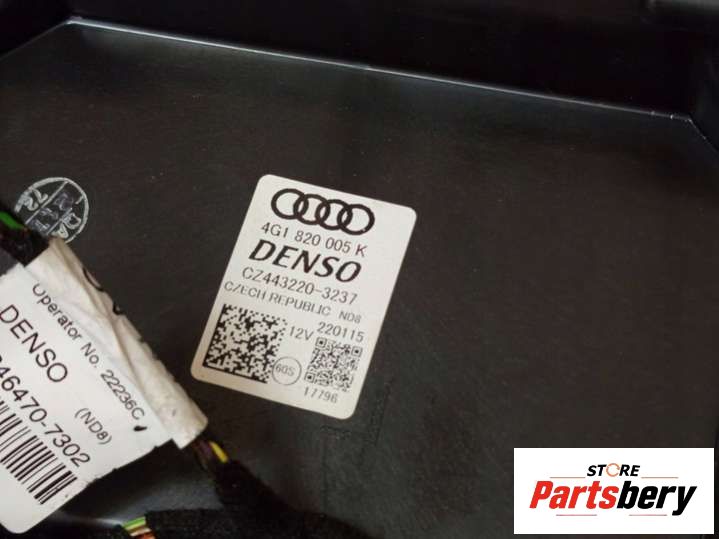 4G1 820 005 K
DENSO
CZ443220-3237
CZECH REPUBLIC ND8
12V 220115
605
17796
Operator No. 22236C
DENSO
(ND8)
46470-7302
STORE
Partsbery